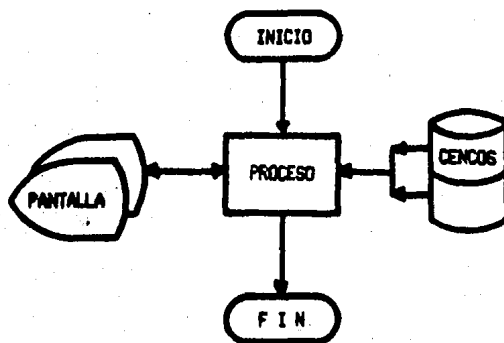 INICIO
PROCESO
CENCOS
PANTALLA
F I N